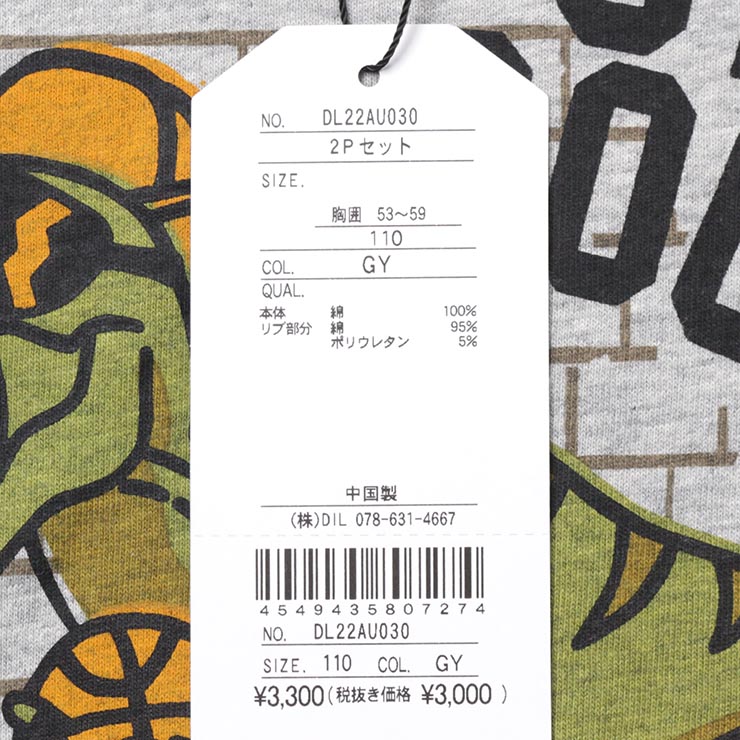 NO. DL22AU030
2Pセット
SIZE.
胸囲 53～59
110
COL. GY
QUAL.
本体 綿 100%
リブ部分 綿 95%
ポリウレタン 5%
中国製
(株)DIL 078-631-4667
4549435807274
NO. DL22AU030
SIZE. 110 COL. GY
¥3,300(税抜き価格 ¥3,000 )